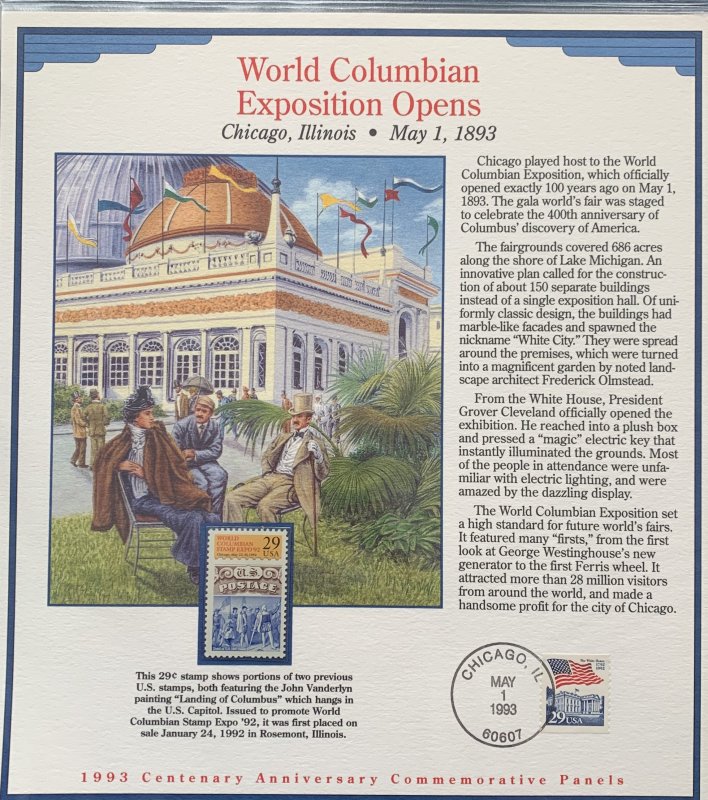 World Columbian
Exposition Opens
Chicago, Illinois • May 1, 1893
Chicago played host to the World
Columbian Exposition, which officially
opened exactly 100 years ago on May 1,
1893. The gala world's fair was staged
to celebrate the 400th anniversary of
Columbus' discovery of America.
The fairgrounds covered 686 acres
along the shore of Lake Michigan. An
innovative plan called for the construc-
tion of about 150 separate buildings
instead of a single exposition hall. Of uni-
formly classic design, the buildings had
marble-like facades and spawned the
nickname "White City." They were spread
around the premises, which were turned
into a magnificent garden by noted land-
scape architect Frederick Olmstead.
From the White House, President
Grover Cleveland officially opened the
exhibition. He reached into a plush box
and pressed a "magic" electric key that
instantly illuminated the grounds. Most
of the people in attendance were unfa-
miliar with electric lighting, and were
amazed by the dazzling display.
The World Columbian Exposition set
a high standard for future world's fairs.
It featured many "firsts," from the first
look at George Westinghouse's new
generator to the first Ferris wheel. It
attracted more than 28 million visitors
from around the world, and made a
handsome profit for the city of Chicago.
WORLD
COLUMBIAN
STAMP EXPO '92
29
USA
U.S.
POSTAGE
This 29¢ stamp shows portions of two previous
U.S. stamps, both featuring the John Vanderlyn
painting "Landing of Columbus" which hangs in
the U.S. Capitol. Issued to promote World
Columbian Stamp Expo '92, it was first placed on
sale January 24, 1992 in Rosemont, Illinois.
CHICAGO, IL
MAY
1
1993
60607
The White House
1792
1992
29 USA
1993 Centenary Anniversary Commemorative Panels